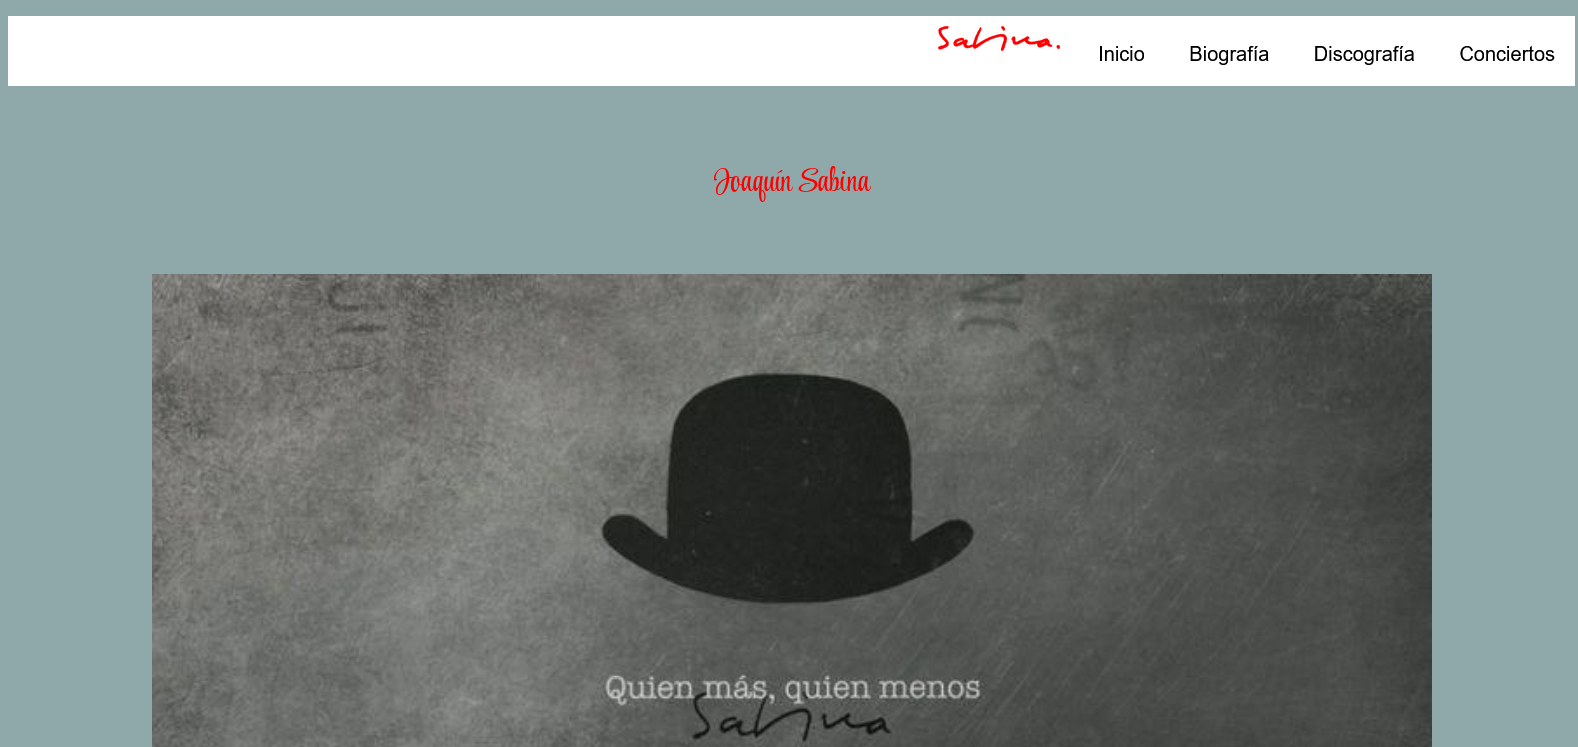 Sabina.
Inicio Biografía Discografía Conciertos
Joaquín Sabina
Quien más, quien menos
Sabina